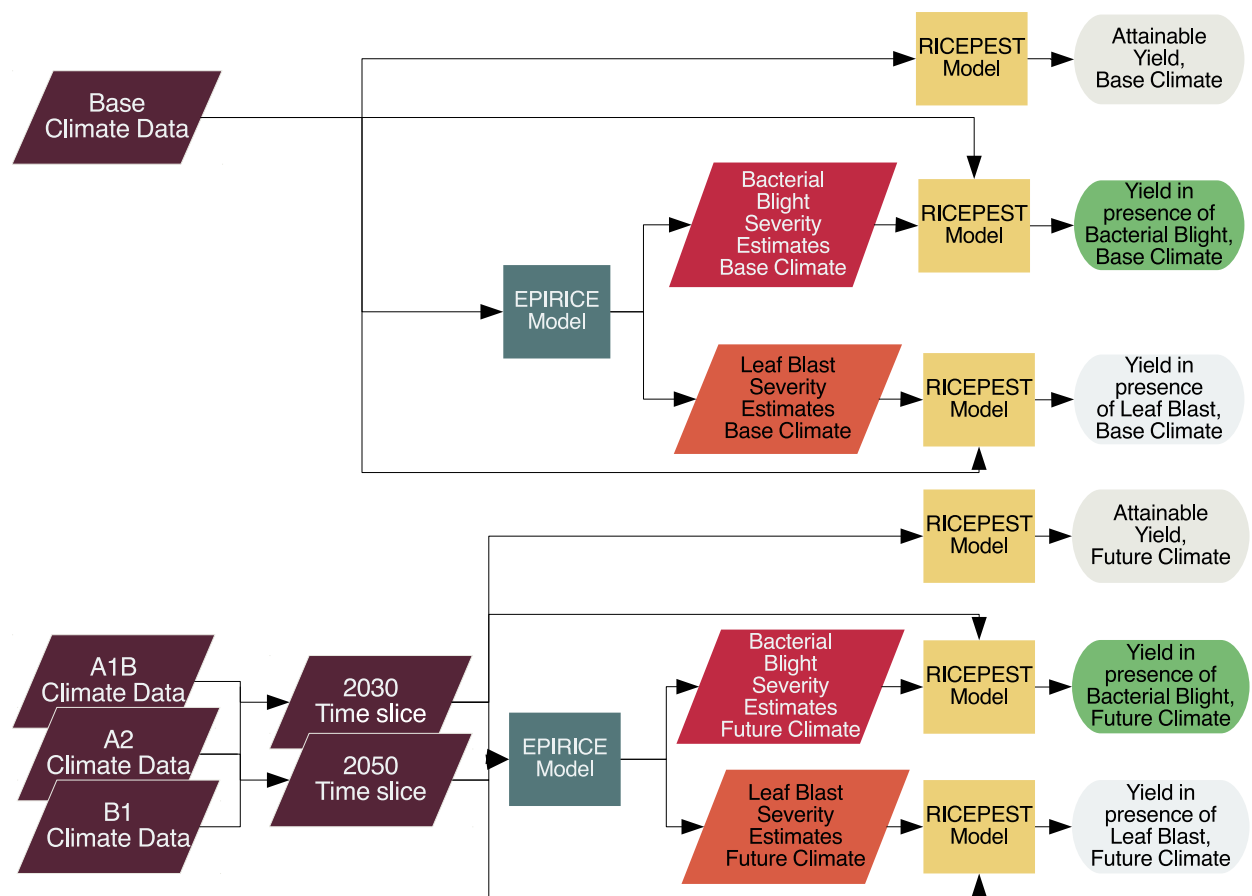 Base
Climate Data
RICEPEST
Model
Attainable
Yield,
Base Climate
Bacterial
Blight
Severity
Estimates
Base Climate
RICEPEST
Model
Yield in
presence of
Bacterial Blight,
Base Climate
EPIRICE
Model
Leaf Blast
Severity
Estimates
Base Climate
RICEPEST
Model
Yield in
presence
of Leaf Blast,
Base Climate
RICEPEST
Model
Attainable
Yield,
Future Climate
A1B
Climate Data
A2
Climate Data
B1
Climate Data
2030
Time slice
2050
Time slice
EPIRICE
Model
Bacterial
Blight
Severity
Estimates
Future Climate
RICEPEST
Model
Yield in
presence of
Bacterial Blight,
Future Climate
Leaf Blast
Severity
Estimates
Future Climate
RICEPEST
Model
Yield in
presence of
Leaf Blast,
Future Climate